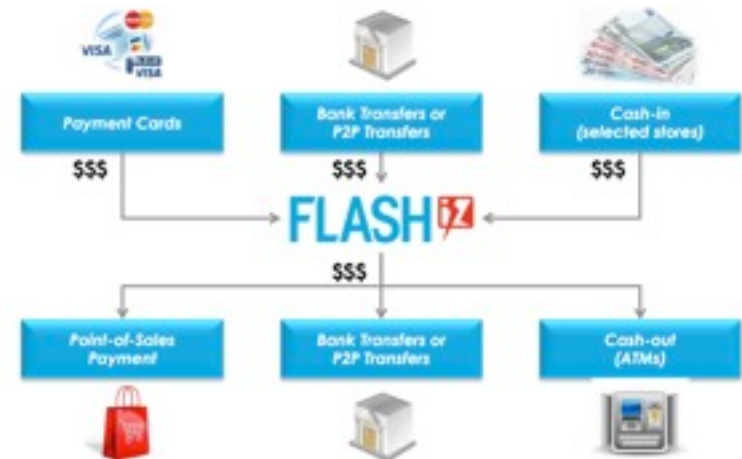 VISA
VISA
Payment Cards
Bank Transfers or
P2P Transfers
Cash-in
(selected stores)
$$$
$$$
$$$
FLASHiZ
$$$
Point-of-Sales
Payment
Bank Transfers or
P2P Transfers
Cash-out
(ATMs)